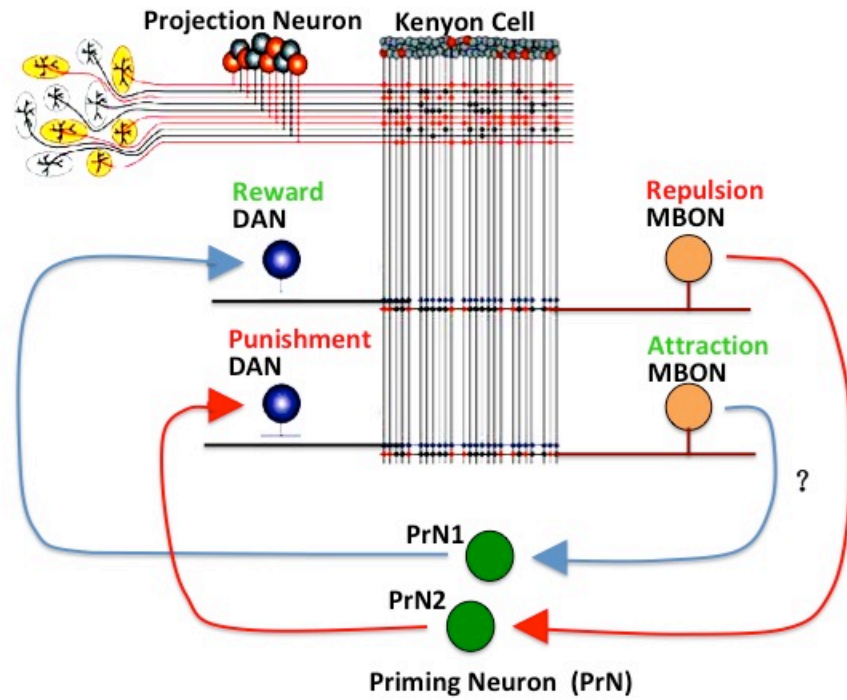 Projection Neuron
Kenyon Cell
Reward
DAN
Repulsion
MBON
Punishment
DAN
Attraction
MBON
?
PrN1
PrN2
Priming Neuron (PrN)